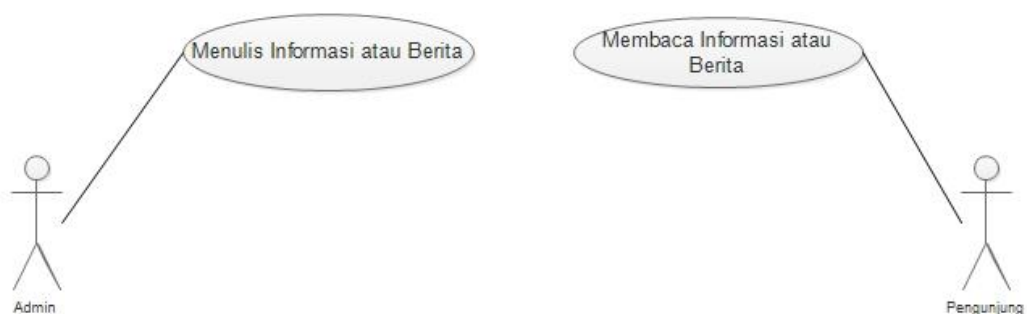 Menulis Informasi atau Berita
Membaca Informasi atau
Berita
Admin
Pengunjung